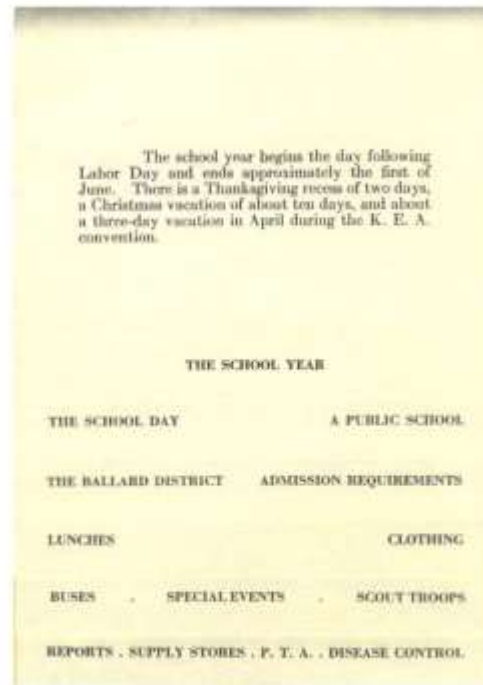 The school year begins the day following
Labor Day and ends approximately the first of
June. There is a Thanksgiving recess of two days,
a Christmas vacation of about ten days, and about
a three-day vacation in April during the K. E. A.
convention.
THE SCHOOL YEAR
THE SCHOOL DAY A PUBLIC SCHOOL
THE BALLARD DISTRICT ADMISSION REQUIREMENTS
LUNCHES CLOTHING
BUSES . SPECIAL EVENTS . SCOUT TROOPS
REPORTS . SUPPLY STORES . P. T. A. . DISEASE CONTROL